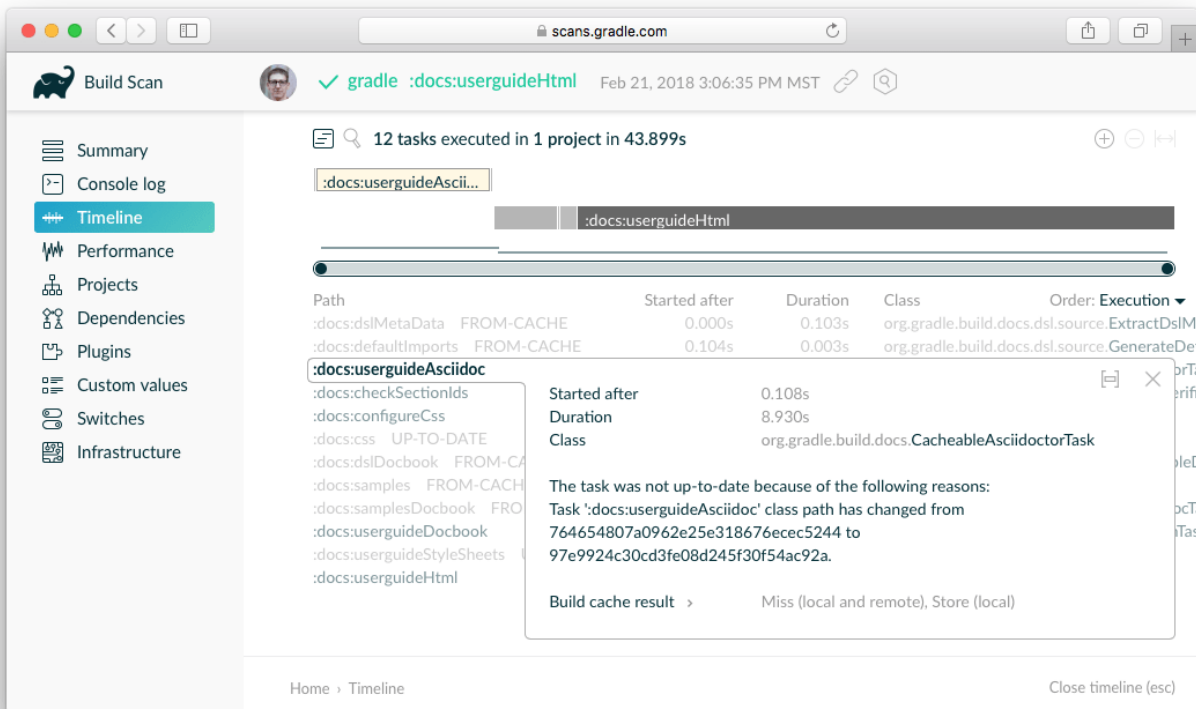 scans.gradle.com
Build Scan
gradle :docs:userguideHtml Feb 21, 2018 3:06:35 PM MST
12 tasks executed in 1 project in 43.899s
Summary
Console log
Timeline
Performance
Projects
Dependencies
Plugins
Custom values
Switches
Infrastructure
:docs:userguideAscii...
:docs:userguideHtml
Path Started after Duration Class Order: Execution
:docs:dslMetaData FROM-CACHE 0.000s 0.103s org.gradle.build.docs.dsl.source.ExtractDslM
:docs:defaultImports FROM-CACHE 0.104s 0.003s org.gradle.build.docs.dsl.source.GenerateDe
:docs:userguideAsciidoc
:docs:checkSectionIds
:docs:configureCss
:docs:css UP-TO-DATE
:docs:dslDocbook FROM-CA
:docs:samples FROM-CACH
:docs:samplesDocbook FRO
:docs:userguideDocbook
:docs:userguideStyleSheets
:docs:userguideHtml
Started after 0.108s
Duration 8.930s
Class org.gradle.build.docs.CacheableAsciidoctorTask
The task was not up-to-date because of the following reasons:
Task ':docs:userguideAsciidoc' class path has changed from
764654807a0962e25e318676ecec5244 to
97e9924c30cd3fe08d245f30f54ac92a.
Build cache result › Miss (local and remote), Store (local)
Home › Timeline
Close timeline (esc)